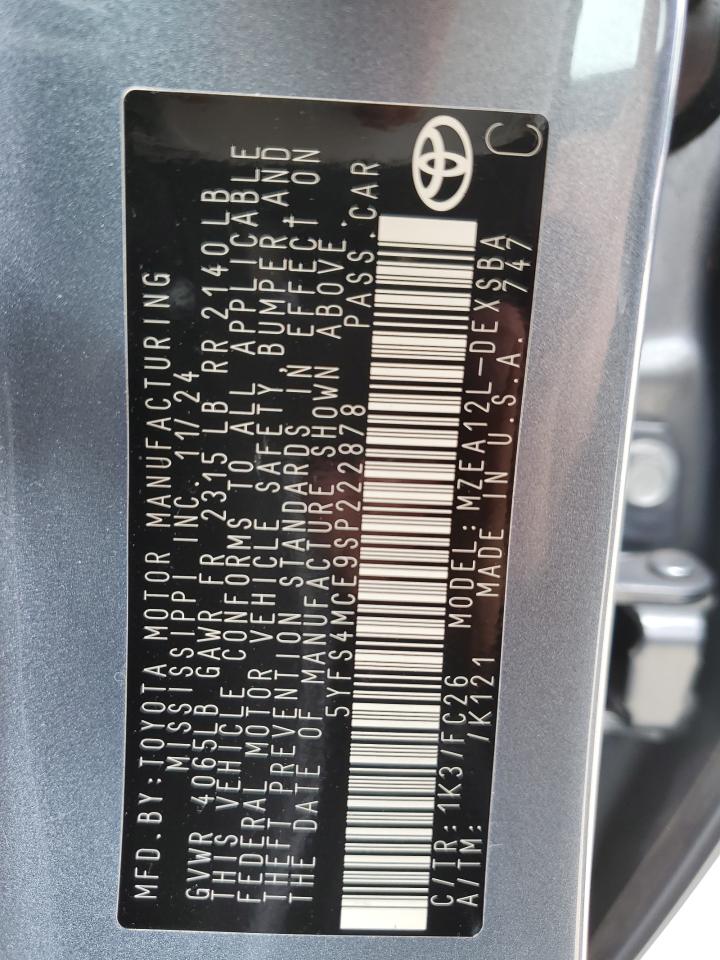 MFD.BY:TOYOTA MOTOR MANUFACTURING
MISSISSIPPI INC. 11/24
GVWR 4065LB GAWR FR 2315 LB RR 2140 LB
THIS VEHICLE CONFORMS TO ALL APPLICABLE
FEDERAL MOTOR VEHICLE SAFETY, BUMPER AND
THEFT PREVENTION STANDARDS IN EFFECT ON
THE DATE OF MANUFACTURE SHOWN ABOVE.
5YFS4MCE9SP222878 PASS.CAR
C/TR: 1K3/FC26 MODEL: MZEA12L-DEXSBA
A/TM: /K121 MADE IN U.S.A. 747
C